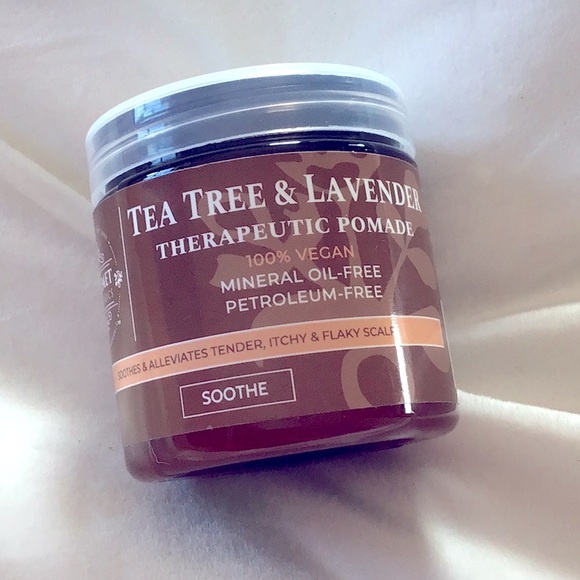 TEA TREE & LAVENDER
THERAPEUTIC POMADE
100% VEGAN
MINERAL OIL-FREE
PETROLEUM-FREE
SOOTHES & ALLEVIATES TENDER, ITCHY & FLAKY SCALP
SOOTHE